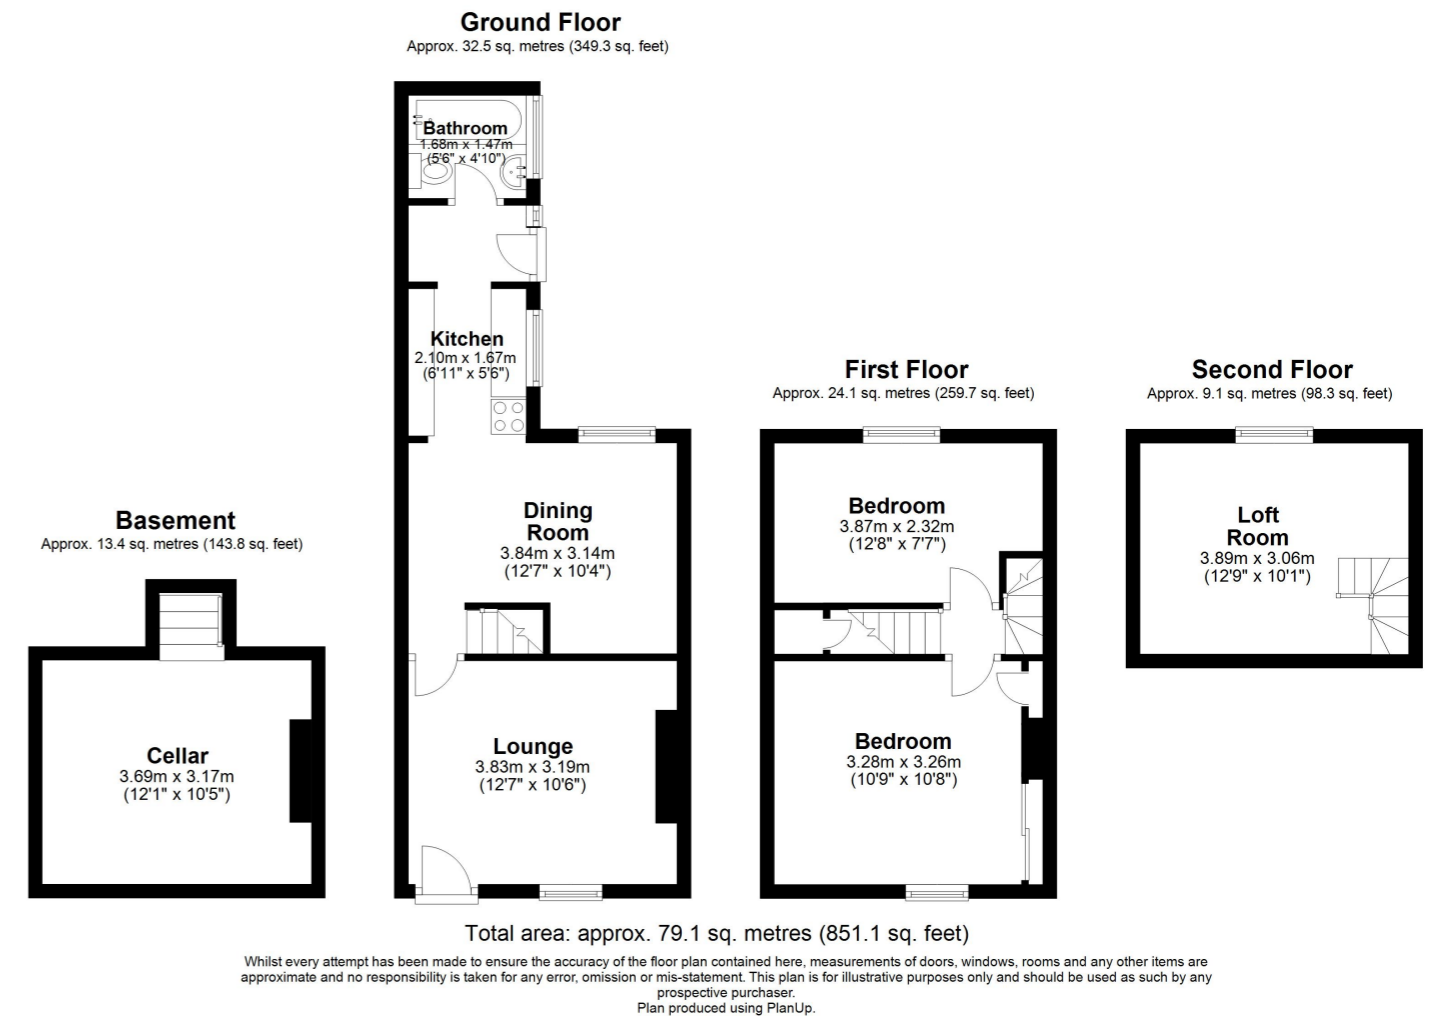 Ground Floor
Approx. 32.5 sq. metres (349.3 sq. feet)
Bathroom
1.68m x 1.47m
(5'6" x 4'10")
Kitchen
2.10m x 1.67m
(6'11" x 5'6")
Dining
Room
3.84m x 3.14m
(12'7" x 10'4")
Lounge
3.83m x 3.19m
(12'7" x 10'6")
Basement
Approx. 13.4 sq. metres (143.8 sq. feet)
Cellar
3.69m x 3.17m
(12'1" x 10'5")
First Floor
Approx. 24.1 sq. metres (259.7 sq. feet)
Bedroom
3.87m x 2.32m
(12'8" x 7'7")
Bedroom
3.28m x 3.26m
(10'9" x 10'8")
Second Floor
Approx. 9.1 sq. metres (98.3 sq. feet)
Loft
Room
3.89m x 3.06m
(12'9" x 10'1")
Total area: approx. 79.1 sq. metres (851.1 sq. feet)
Whilst every attempt has been made to ensure the accuracy of the floor plan contained here, measurements of doors, windows, rooms and any other items are
approximate and no responsibility is taken for any error, omission or mis-statement. This plan is for illustrative purposes only and should be used as such by any
prospective purchaser.
Plan produced using PlanUp.